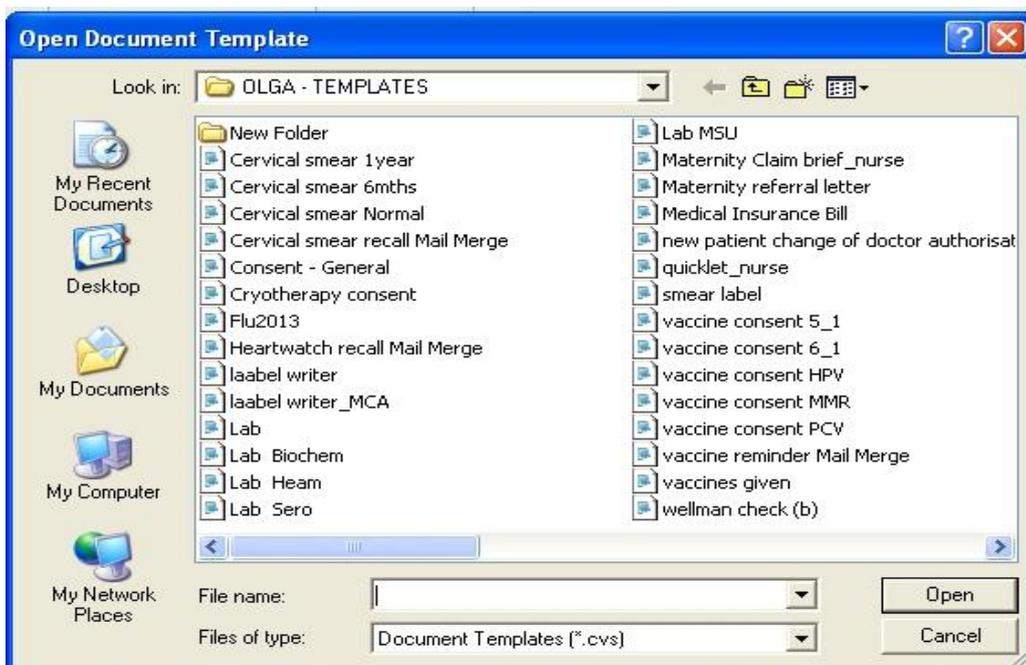 Open Document Template
Look in:
OLGA - TEMPLATES
My Recent
Documents
Desktop
My Documents
My Computer
My Network
Places
New Folder
Cervical smear 1year
Cervical smear 6mths
Cervical smear Normal
Cervical smear recall Mail Merge
Consent - General
Cryotherapy consent
Flu2013
Heartwatch recall Mail Merge
laabel writer
laabel writer_MCA
Lab
Lab Biochem
Lab Heam
Lab Sero
Lab MSU
Maternity Claim brief_nurse
Maternity referral letter
Medical Insurance Bill
new patient change of doctor authorisat
quicklet_nurse
smear label
vaccine consent 5_1
vaccine consent 6_1
vaccine consent HPV
vaccine consent MMR
vaccine consent PCV
vaccine reminder Mail Merge
vaccines given
wellman check (b)
File name:
Open
Files of type:
Document Templates (*.cvs)
Cancel